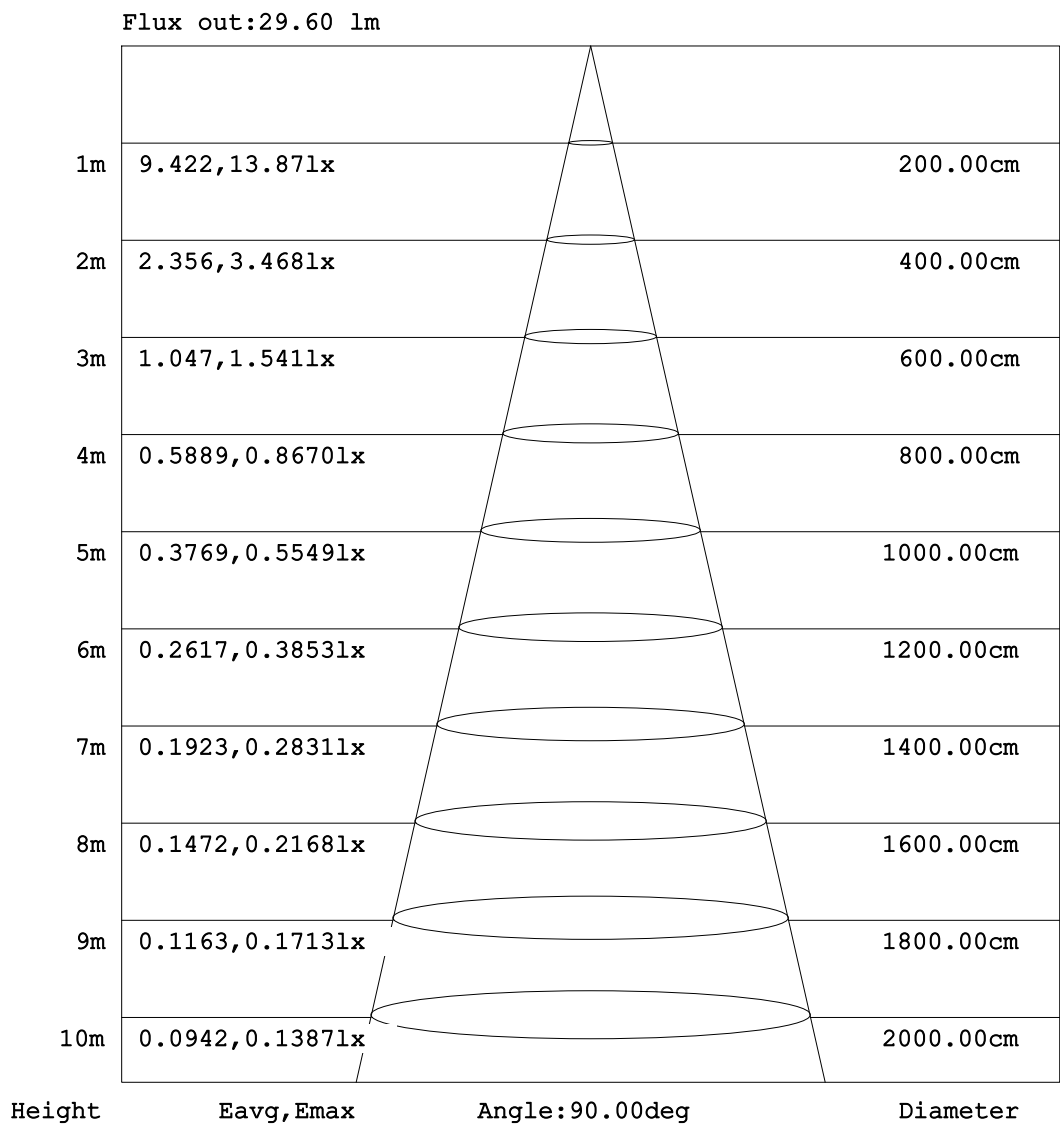 Flux out:29.60 lm
1m 9.422,13.87lx 200.00cm
2m 2.356,3.468lx 400.00cm
3m 1.047,1.541lx 600.00cm
4m 0.5889,0.8670lx 800.00cm
5m 0.3769,0.5549lx 1000.00cm
6m 0.2617,0.3853lx 1200.00cm
7m 0.1923,0.2831lx 1400.00cm
8m 0.1472,0.2168lx 1600.00cm
9m 0.1163,0.1713lx 1800.00cm
10m 0.0942,0.1387lx 2000.00cm
Height Eavg,Emax Angle:90.00deg Diameter